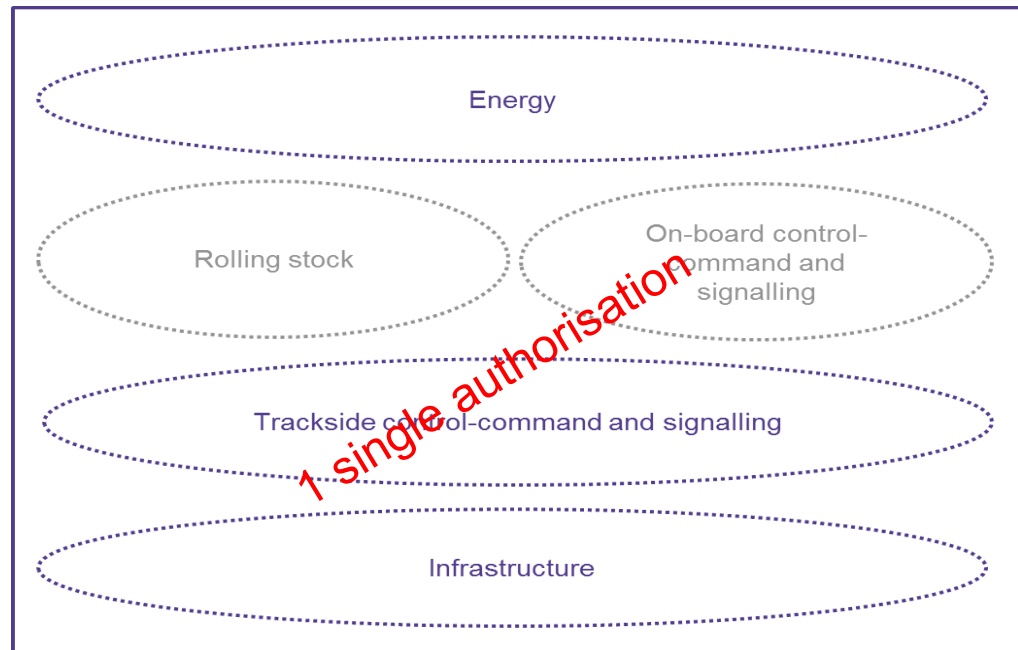 Energy
Rolling stock
On-board control-
command and
signalling
1 single authorisation
Trackside control-command and signalling
Infrastructure